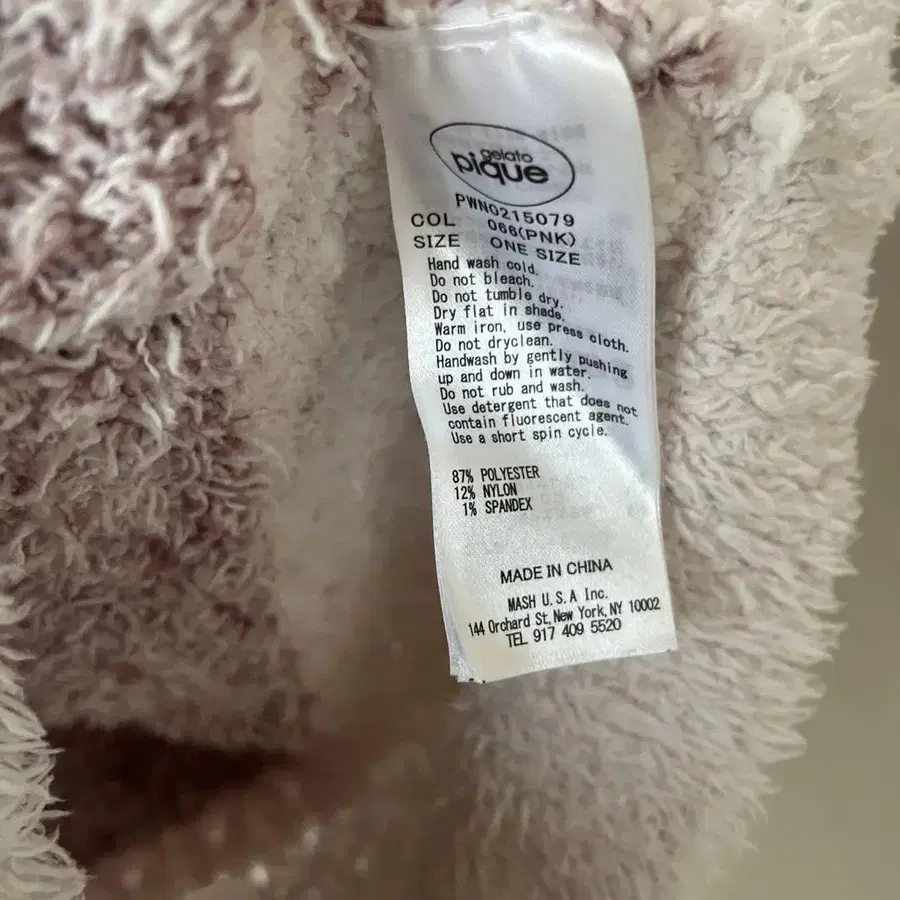 gelato
pique
PWN0215079
COL 066(PNK)
SIZE ONE SIZE
Hand wash cold.
Do not bleach.
Do not tumble dry.
Dry flat in shade.
Warm iron, use press cloth.
Do not dryclean.
Handwash by gently pushing
up and down in water.
Do not rub and wash.
Use detergent that does not
contain fluorescent agent.
Use a short spin cycle.
87% POLYESTER
12% NYLON
1% SPANDEX
MADE IN CHINA
MASH U.S.A Inc.
144 Orchard St, New York, NY 10002
TEL 917 409 5520